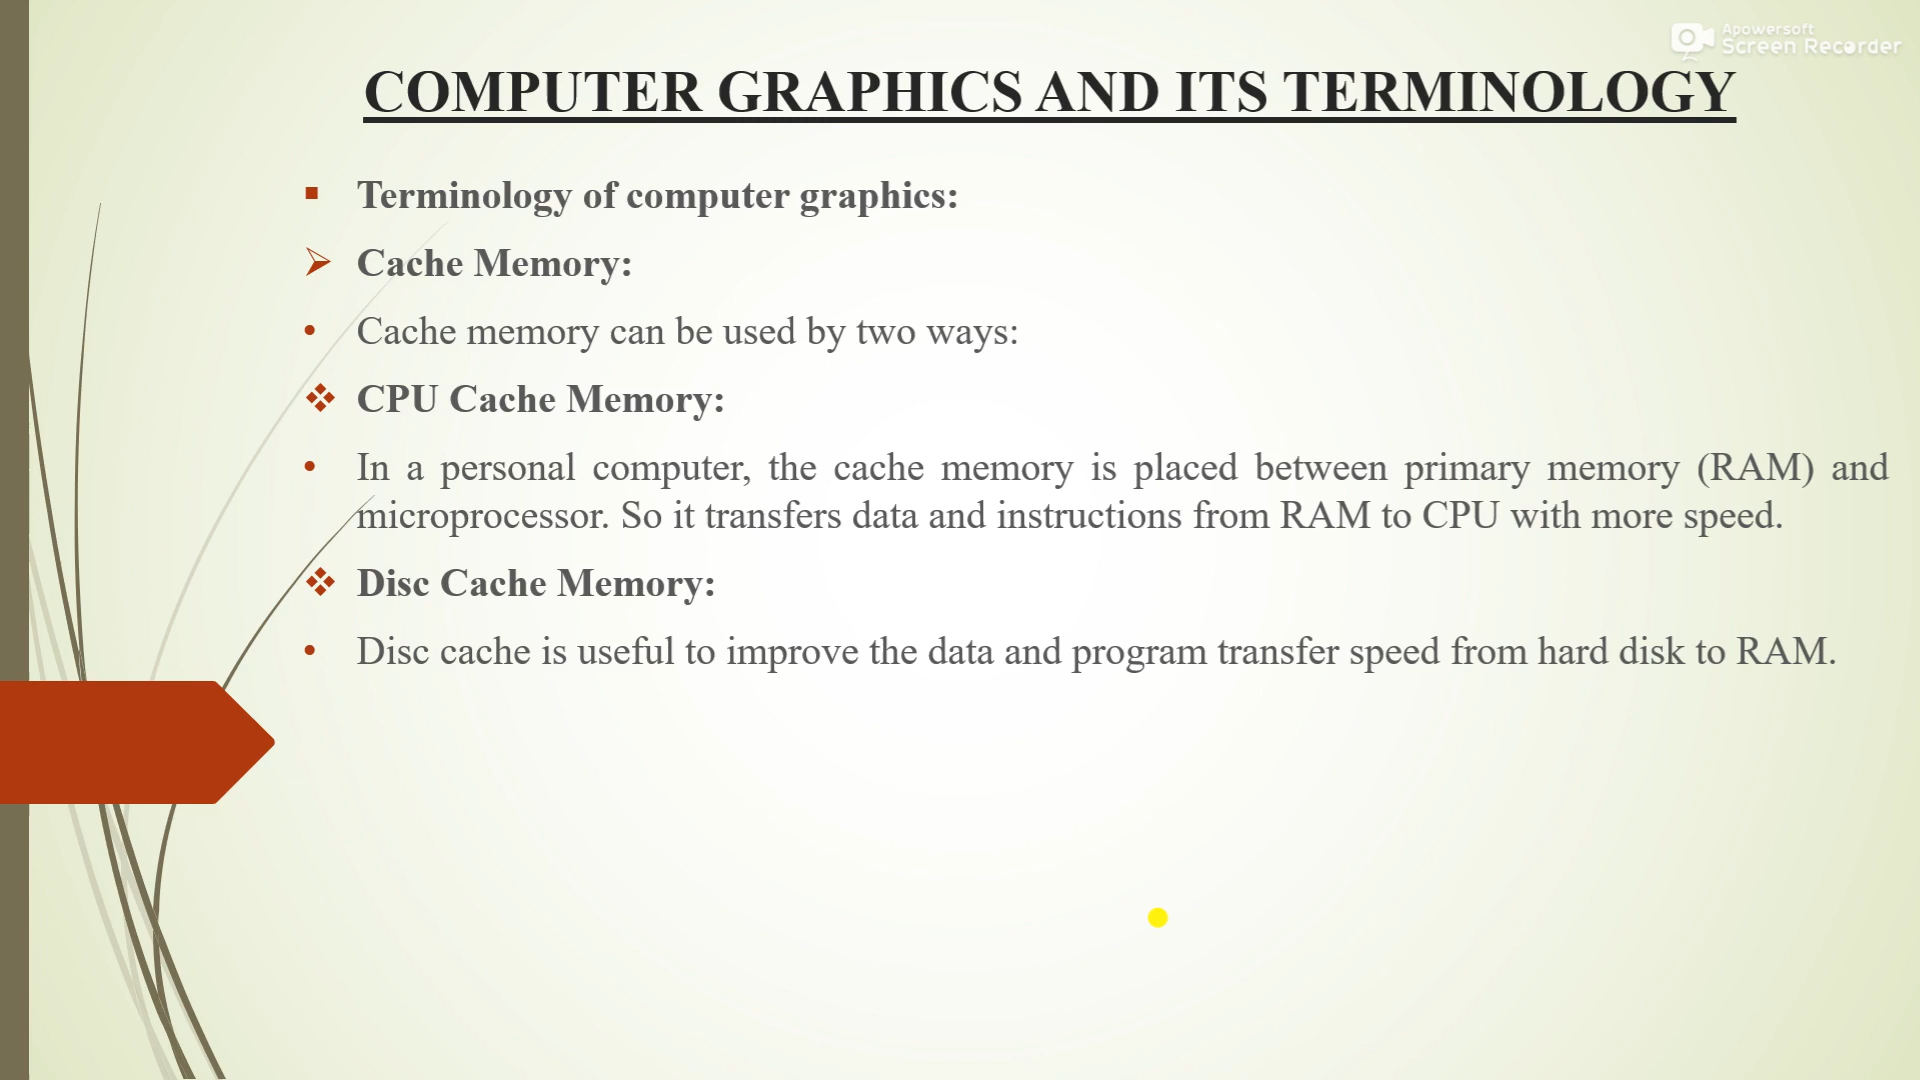 Apowersoft
Screen Recorder
COMPUTER GRAPHICS AND ITS TERMINOLOGY
Terminology of computer graphics:
Cache Memory:
Cache memory can be used by two ways:
CPU Cache Memory:
In a personal computer, the cache memory is placed between primary memory (RAM) and
microprocessor. So it transfers data and instructions from RAM to CPU with more speed.
Disc Cache Memory:
Disc cache is useful to improve the data and program transfer speed from hard disk to RAM.